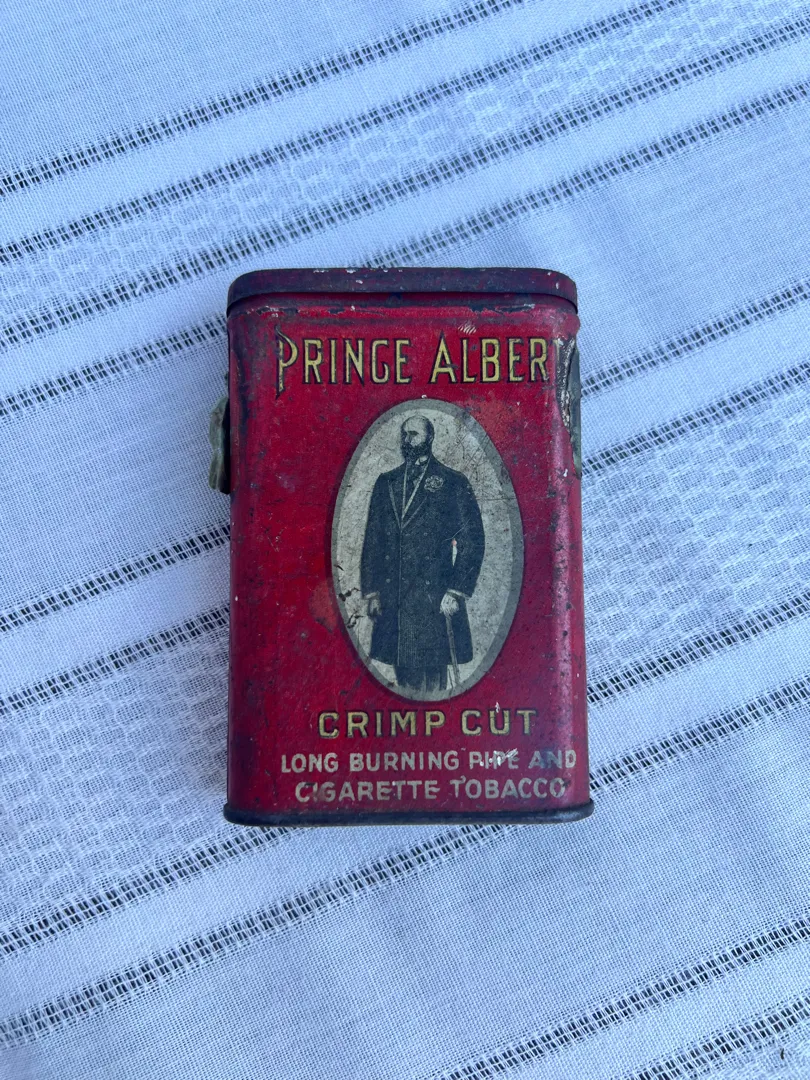 PRINCE ALBERT
CRIMP CUT
LONG BURNING PIPE AND
CIGARETTE TOBACCO